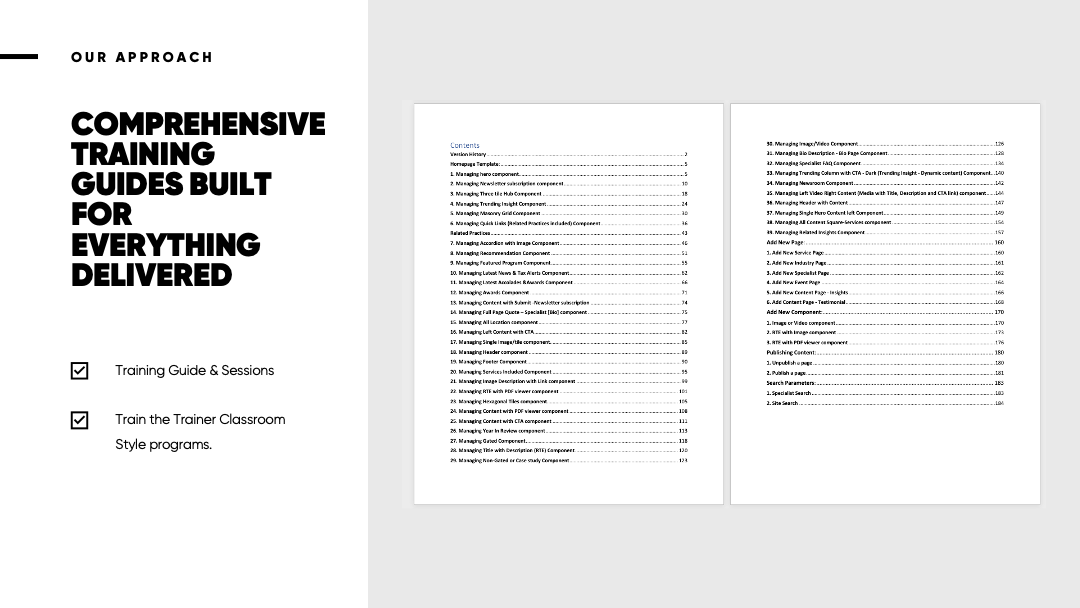 OUR APPROACH
COMPREHENSIVE
TRAINING
GUIDES BUILT
FOR
EVERYTHING
DELIVERED
Training Guide & Sessions
Train the Trainer Classroom
Style programs.
Contents
Version History 2
Homepage Template: 5
1. Managing hero component 5
2. Managing Newsletter subscription component 10
3. Managing Three tile Hub Component 18
4. Managing Trending Insight Component 24
5. Managing Masonry Grid Component 30
6. Managing Quick Links (Related Practices included) Component 36
Related Practices 43
7. Managing Accordion with Image Component 46
8. Managing Recommendation Component 51
9. Managing Featured Program Component 55
10. Managing Latest News & Tax Alerts Component 62
11. Managing Latest Accolades &Awards Component 66
12. Managing Awards Component 71
13. Managing Content with Submit -Newsletter subscription 74
14. Managing Full Page Quote – Specialist [Bio] component 75
15. Managing All Location component 77
16. Managing Left Content with CTA 82
17. Managing Single Image/tile component 85
18. Managing Header component 89
19. Managing Footer Component 90
20. Managing Services Included Component 95
21. Managing Image Description with Link component 99
22. Managing RTE with PDF viewer component 101
23. Managing Hexagonal Tiles component 105
24. Managing Content with PDF viewer component 108
25. Managing Content with CTA component 111
26. Managing Year In Review component 113
27. Managing Gated Component 118
28. Managing Title with Description (RTE) Component 120
29. Managing Non-Gated or Case study Component 123
30. Managing Image/Video Component 126
31. Managing Bio Description - Bio Page Component 128
32. Managing Specialist FAQ Component 134
33. Managing Trending Column with CTA - Dark (Trending Insight - Dynamic content) Component 140
34. Managing Newsroom Component 142
35. Managing Left Video Right Content (Media with Title, Description and CTA link) component 144
36. Managing Header with Content 147
37. Managing Single Hero Content left Component 149
38. Managing All Content Square-Services component 154
39. Managing Related Insights Component 157
Add New Page: 160
1. Add New Service Page 160
2. Add New Industry Page 161
3. Add New Specialist Page 162
4. Add New Event Page 164
5. Add New Content Page - Insights 166
6. Add Content Page - Testimonial 168
Add New Component: 170
1. Image or Video component 170
2. RTE with Image component 173
3. RTE with PDF viewer component 176
Publishing Content: 180
1. Unpublish a page 180
2. Publish a page 181
Search Parameters: 183
1. Specialist Search 183
2. Site Search 184